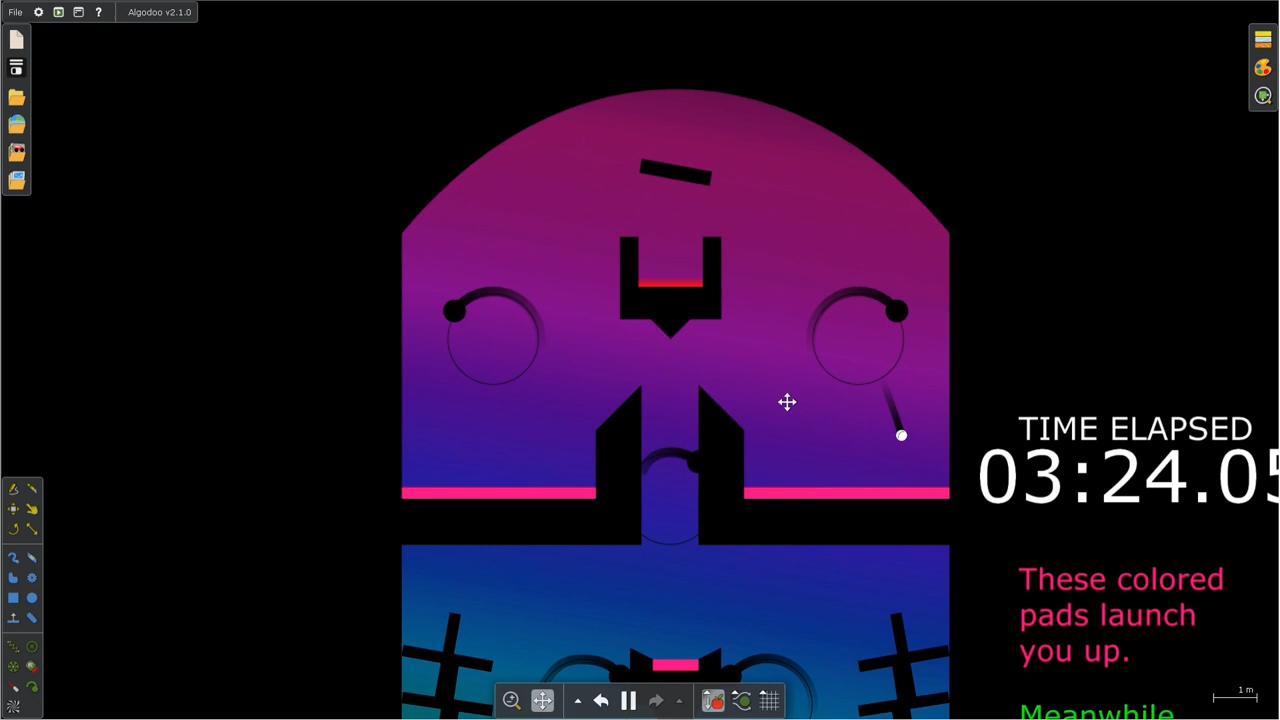 File ? Algodoo v2.1.0
TIME ELAPSED
03:24.05
These colored
pads launch
you up.
1 m
Meanwhile